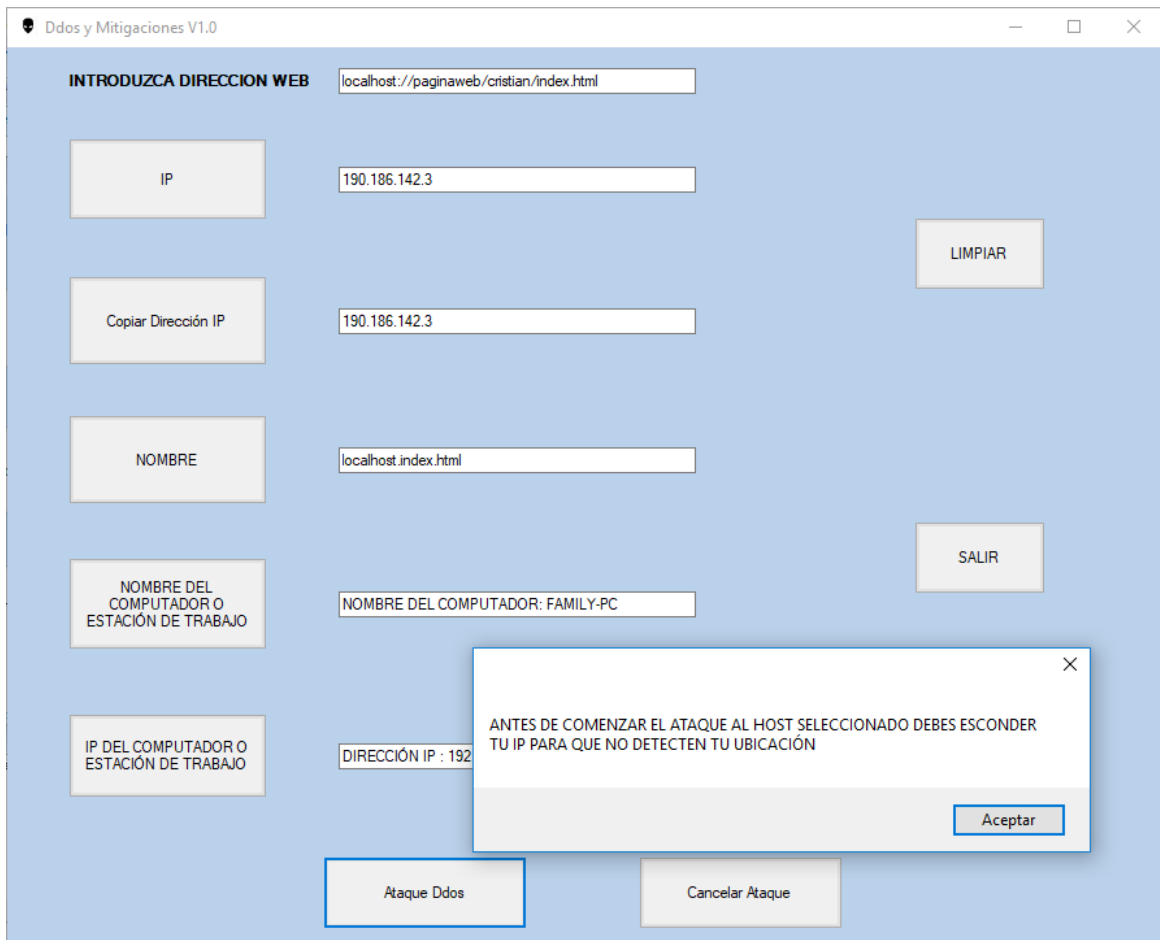 Ddos y Mitigaciones V1.0
INTRODUZCA DIRECCION WEB
localhost://paginaweb/cristian/index.html
IP
190.186.142.3
LIMPIAR
Copiar Dirección IP
190.186.142.3
NOMBRE
localhost.index.html
SALIR
NOMBRE DEL
COMPUTADOR O
ESTACIÓN DE TRABAJO
NOMBRE DEL COMPUTADOR: FAMILY-PC
IP DEL COMPUTADOR O
ESTACIÓN DE TRABAJO
DIRECCIÓN IP : 192
ANTES DE COMENZAR EL ATAQUE AL HOST SELECCIONADO DEBES ESCONDER
TU IP PARA QUE NO DETECTEN TU UBICACIÓN
Aceptar
Ataque Ddos
Cancelar Ataque